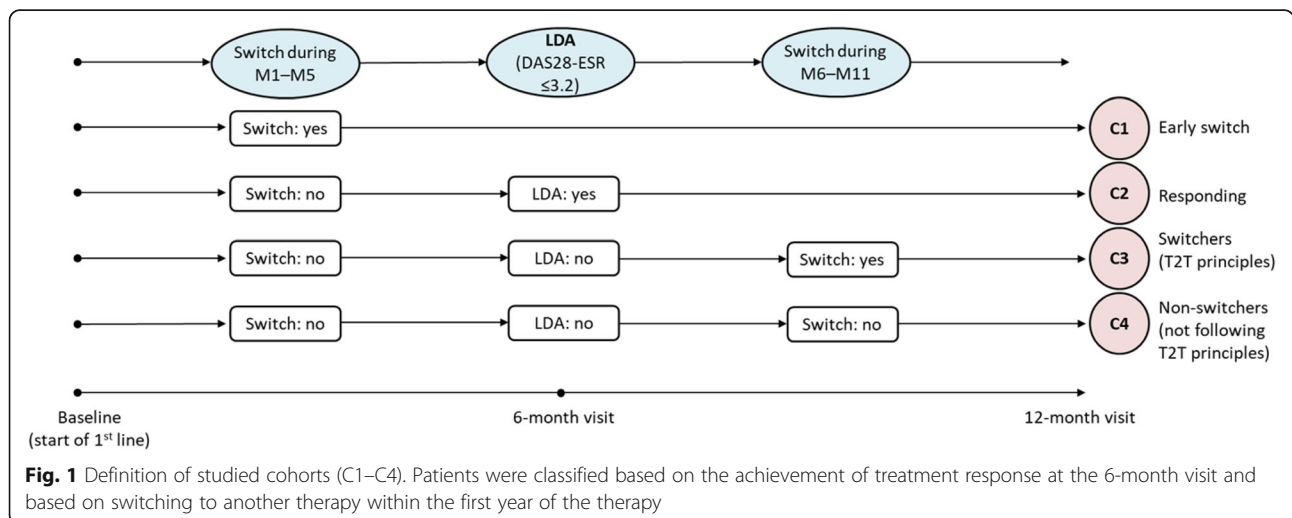 Switch during
M1–M5
LDA
(DAS28-ESR
≤3.2)
Switch during
M6–M11
Switch: yes
C1
Early switch
Switch: no
LDA: yes
C2
Responding
Switch: no
LDA: no
Switch: yes
C3
Switchers
(T2T principles)
Switch: no
LDA: no
Switch: no
C4
Non-switchers
(not following
T2T principles)
Baseline
(start of 1st line)
6-month visit
12-month visit
Fig. 1 Definition of studied cohorts (C1–C4). Patients were classified based on the achievement of treatment response at the 6-month visit and
based on switching to another therapy within the first year of the therapy